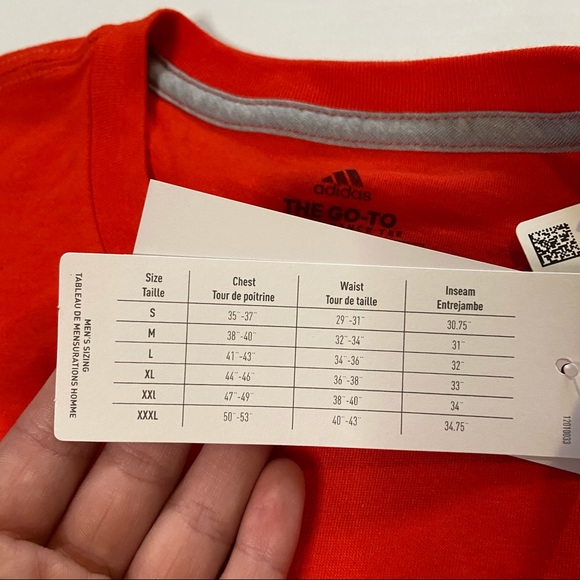 adidas
THE GO-TO
MEN'S SIZING
TABLEAU DE MENSURATIONS HOMME
Size Chest Waist Inseam
Taille Tour de poitrine Tour de taille Entrejambe
S 35"-37" 29"-31" 30.75"
M 38"-40" 32"-34" 31"
L 41"-43" 34"-36" 32"
XL 44"-46" 36"-38" 33"
XXL 47"-49" 38"-40" 34"
XXXL 50"-53" 40"-43" 34.75"
12010033